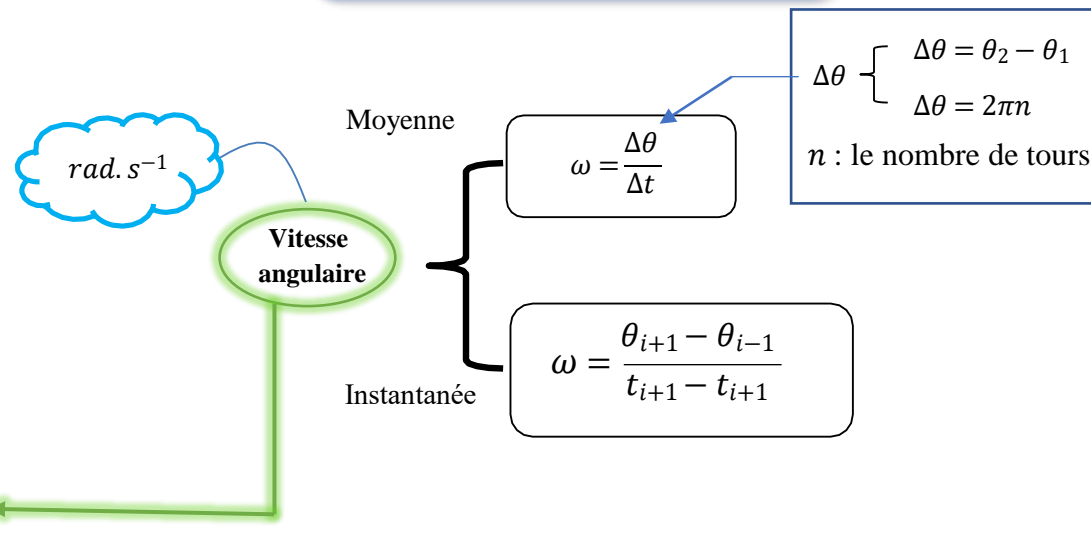 Δθ { Δθ = θ₂ − θ₁
Δθ = 2πn
n : le nombre de tours
Moyenne
ω = Δθ/Δt
rad. s⁻¹
Vitesse
angulaire
ω = (θᵢ₊₁ − θᵢ₋₁)/(tᵢ₊₁ − tᵢ₊₁)
Instantanée